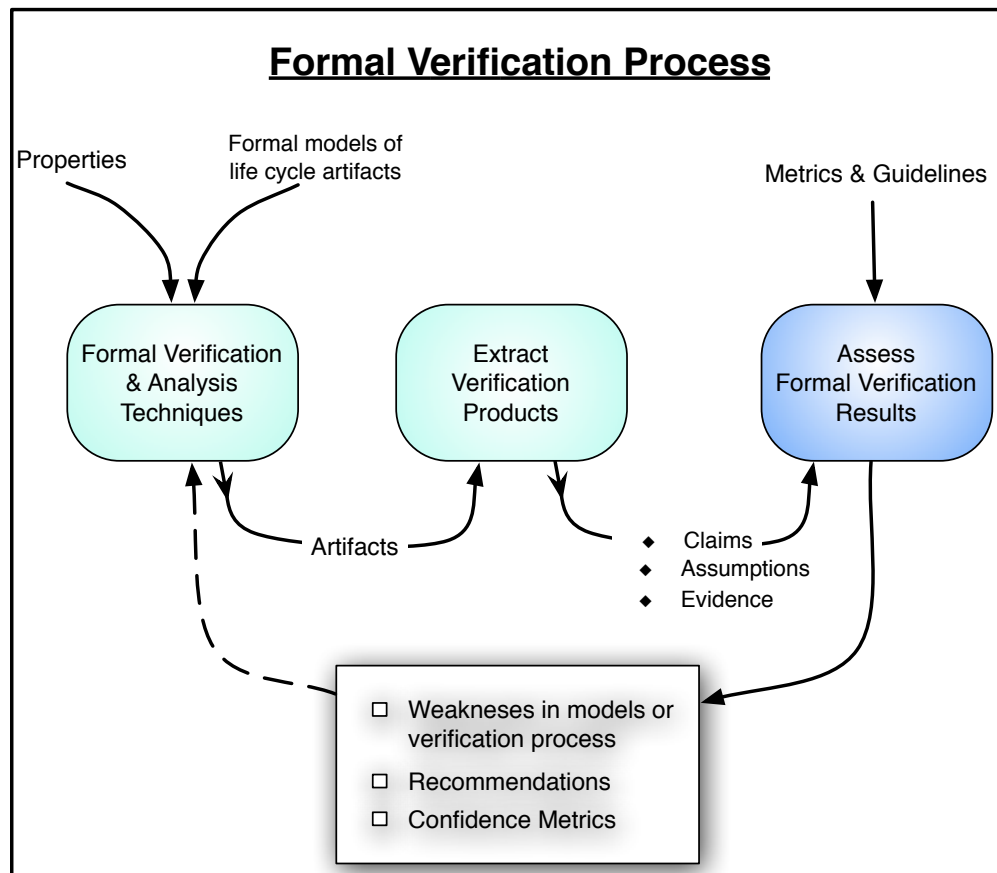 Formal Verification Process
Properties
Formal models of
life cycle artifacts
Metrics & Guidelines
Formal Verification
& Analysis
Techniques
Extract
Verification
Products
Assess
Formal Verification
Results
Artifacts
◆ Claims
◆ Assumptions
◆ Evidence
□ Weakneses in models or
verification process
□ Recommendations
□ Confidence Metrics